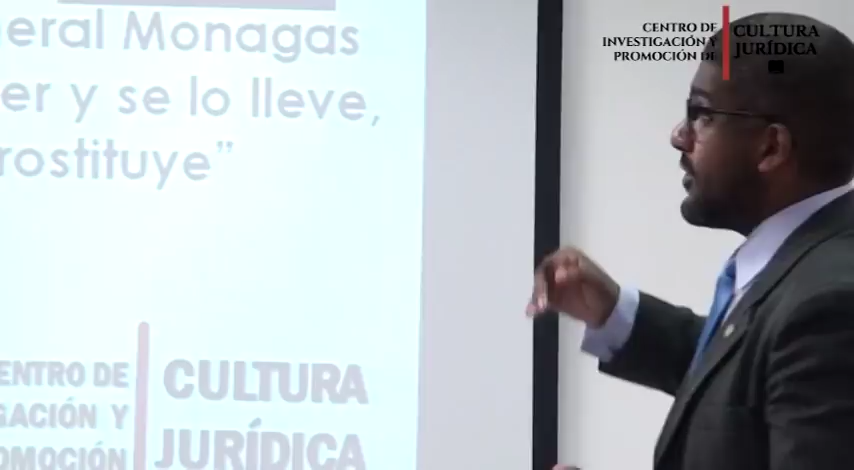 eral Monagas
er y se lo lleve,
rostituye”
ENTRO DE
GACIÓN Y
OMOCIÓN
CULTURA
JURÍDICA
CENTRO DE
INVESTIGACIÓN Y
PROMOCIÓN DE
CULTURA
JURÍDICA